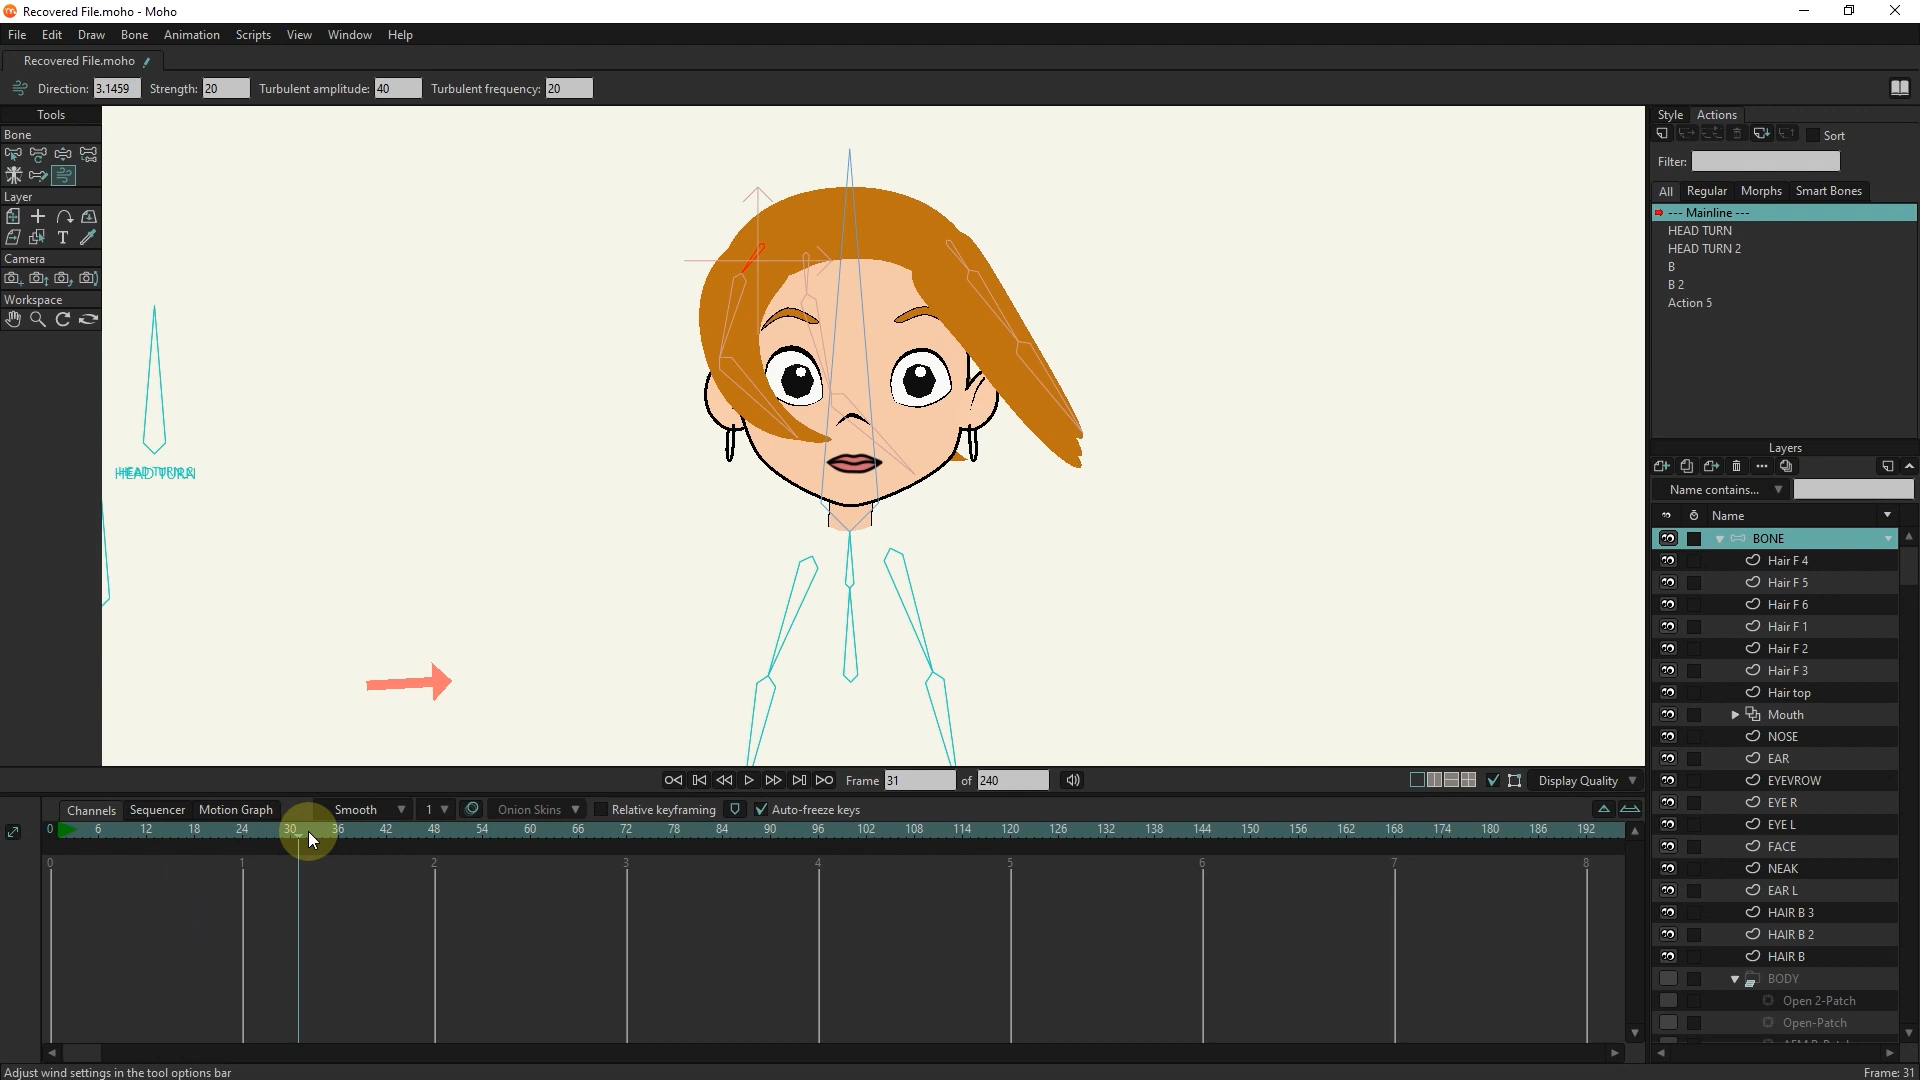 Recovered File.moho - Moho
File Edit Draw Bone Animation Scripts View Window Help
Recovered File.moho
Direction: 3.1459 Strength: 20 Turbulent amplitude: 40 Turbulent frequency: 20
Tools
Bone
Layer
T
Camera
Workspace
HEAD TURN
Style Actions
Sort
Filter:
All Regular Morphs Smart Bones
--- Mainline ---
HEAD TURN
HEAD TURN 2
B
B 2
Action 5
Layers
Name contains...
Name
BONE
Hair F 4
Hair F 5
Hair F 6
Hair F 1
Hair F 2
Hair F 3
Hair top
Mouth
NOSE
EAR
EYEVROW
EYE R
EYE L
FACE
NEAK
EAR L
HAIR B 3
HAIR B 2
HAIR B
BODY
Open 2-Patch
Open-Patch
Frame 31 of 240
Display Quality
Channels Sequencer Motion Graph Smooth 1 Onion Skins Relative keyframing Auto-freeze keys
0 6 12 18 24 30 36 42 48 54 60 66 72 78 84 90 96 102 108 114 120 126 132 138 144 150 156 162 168 174 180 186 192
0 1 2 3 4 5 6 7 8
Adjust wind settings in the tool options bar
Frame: 31